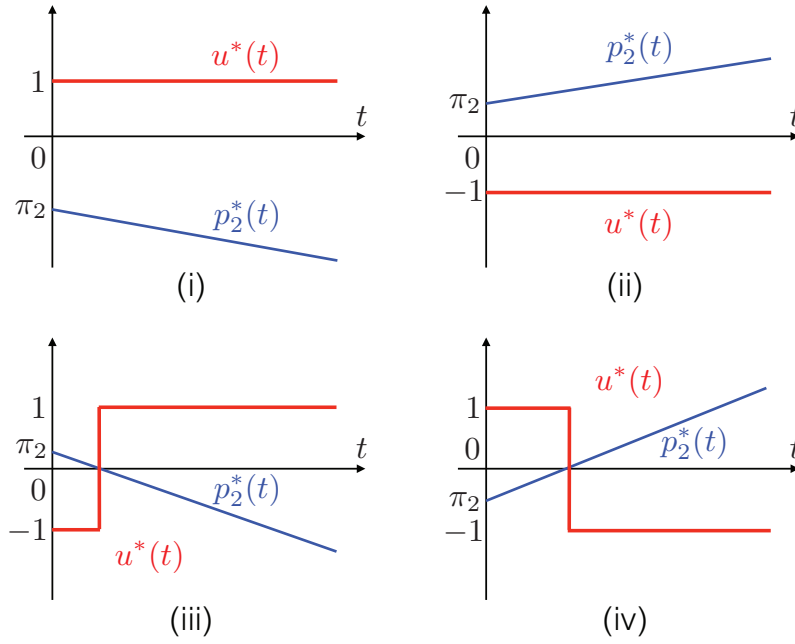 u*(t)
1
t
0
π₂
p₂*(t)
(i)
p₂*(t)
π₂
t
0
−1
u*(t)
(ii)
1
t
π₂
0
p₂*(t)
−1
u*(t)
(iii)
u*(t)
1
t
0
p₂*(t)
π₂
−1
(iv)